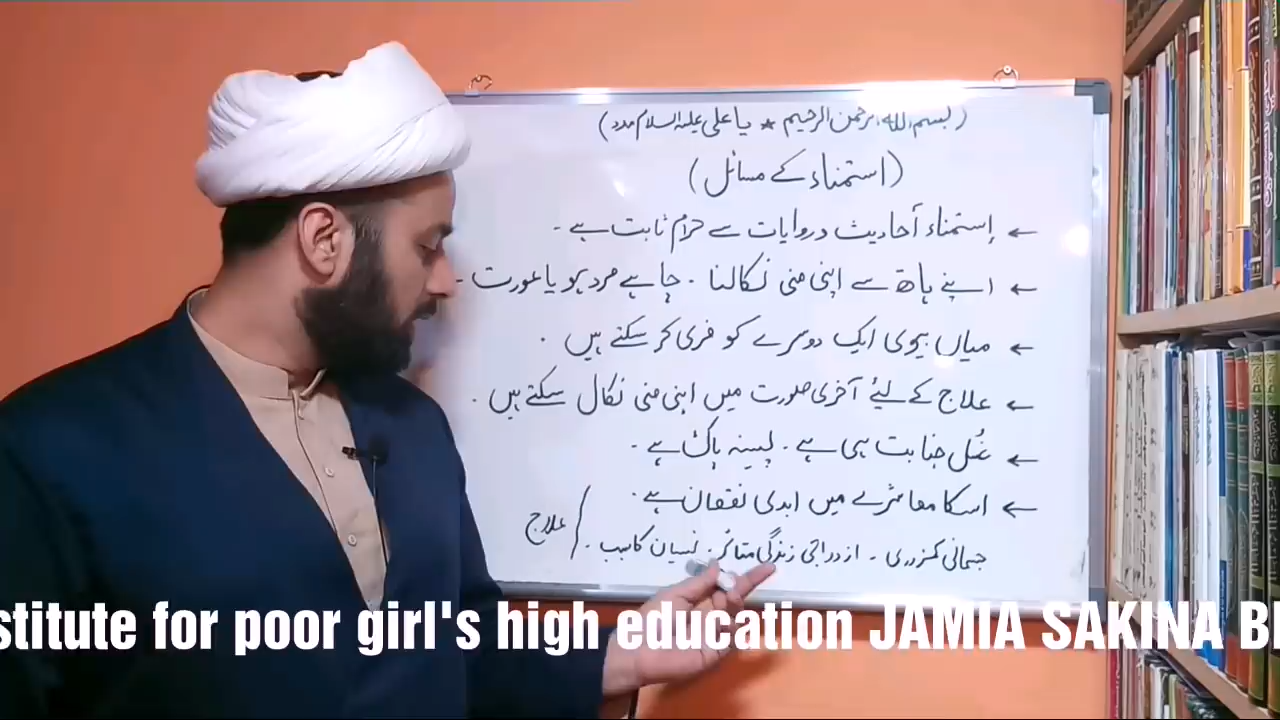 (بسم اللہ الرحمن الرحیم ★ یا علی علیہ السلام مدد)
(استمناء کے مسائل)
← إستمناء أحادیث و روایات سے حرام ثابت ہے ۔
← اپنے ہاتھ سے اپنی منی نکالنا ۔ چاہے مرد ہو یا عورت ۔
← میاں بیوی ایک دوسرے کو فری کر سکتے ہیں ۔
← علاج کے لیئے آخری صورت میں اپنی منی نکال سکتے ہیں ۔
← غُسل جنابت ہی ہے ۔ پسینہ پاک ہے ۔
← اسکا معاشرے میں ابدی نقصان ہے ۔
جسمانی کمزوری ۔ ازدواجی زندگی متاثر ۔ نسیان کا سبب ۔ / علاج
stitute for poor girl's high education JAMIA SAKINA B